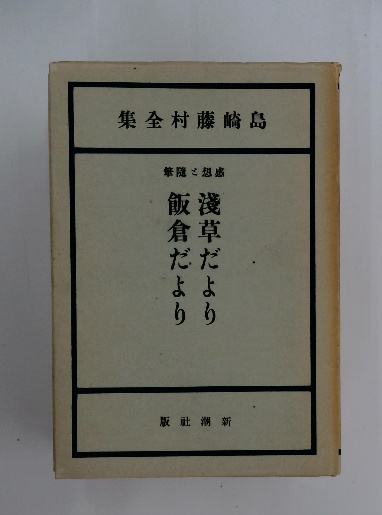 島崎藤村全集
感想と隨筆
淺草だより
飯倉だより
新潮社版